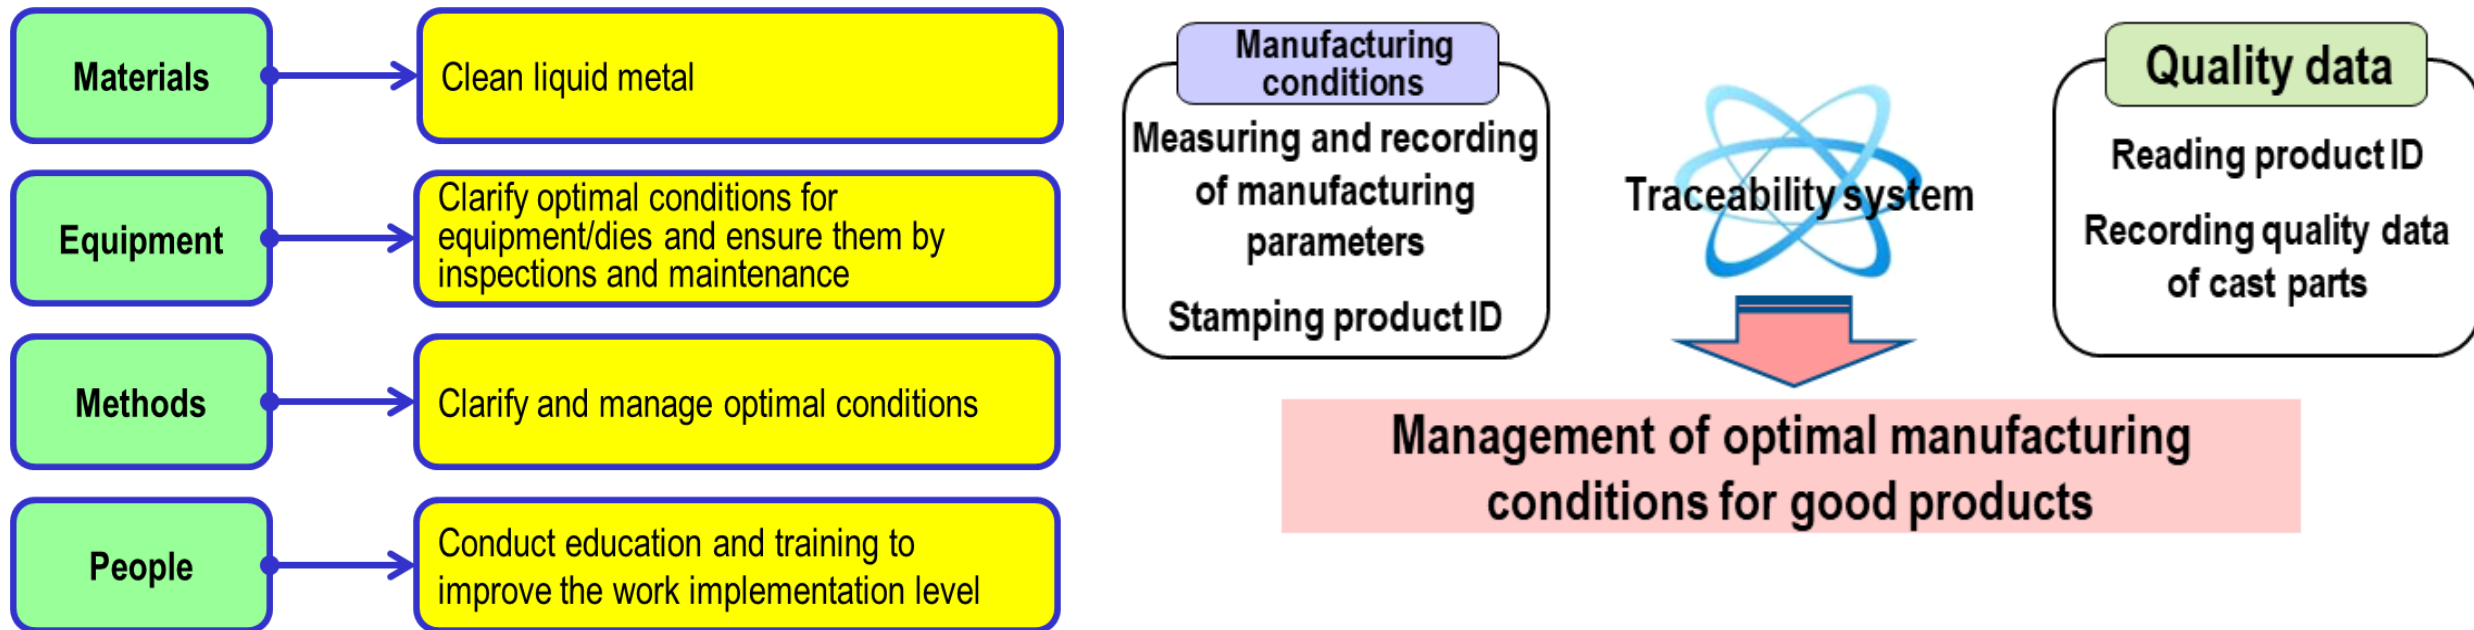 Materials
Clean liquid metal
Equipment
Clarify optimal conditions for
equipment/dies and ensure them by
inspections and maintenance
Methods
Clarify and manage optimal conditions
People
Conduct education and training to
improve the work implementation level
Manufacturing
conditions
Measuring and recording
of manufacturing
parameters
Stamping product ID
Traceability system
Quality data
Reading product ID
Recording quality data
of cast parts
Management of optimal manufacturing
conditions for good products